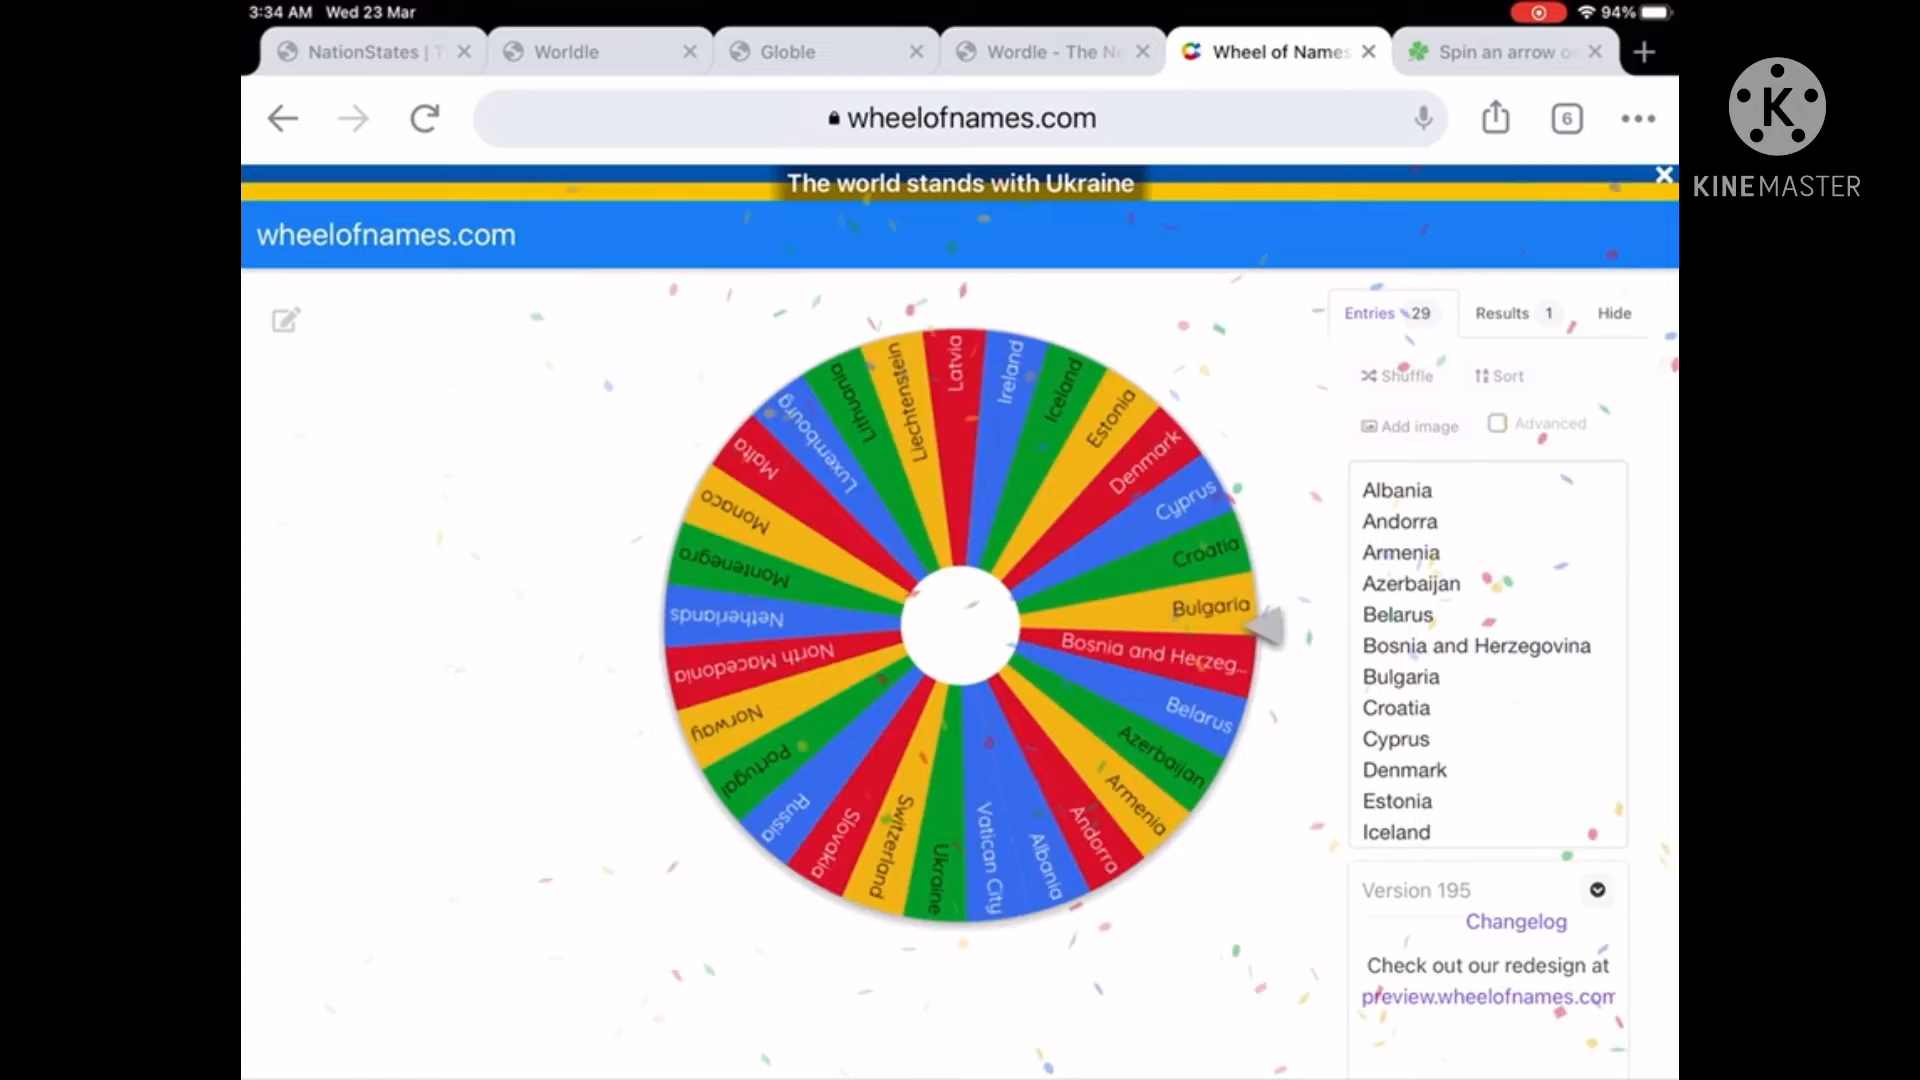 3:34 AM Wed 23 Mar
94%
NationStates | T
Worldle
Globle
Wordle - The Ne
Wheel of Names
Spin an arrow o
wheelofnames.com
6
K
KINEMASTER
The world stands with Ukraine
wheelofnames.com
Entries 29
Results 1
Hide
Shuffle
Sort
Add image
Advanced
Latvia
Ireland
Iceland
Estonia
Denmark
Cyprus
Croatia
Bulgaria
Bosnia and Herzeg...
Belarus
Azerbaijan
Armenia
Andorra
Albania
Vatican City
Ukraine
Switzerland
Slovakia
Russia
Portugal
Norway
North Macedonia
Netherlands
Montenegro
Monaco
Malta
Luxembourg
Lithuania
Liechtenstein
Albania
Andorra
Armenia
Azerbaijan
Belarus
Bosnia and Herzegovina
Bulgaria
Croatia
Cyprus
Denmark
Estonia
Iceland
Version 195
Changelog
Check out our redesign at
preview.wheelofnames.com